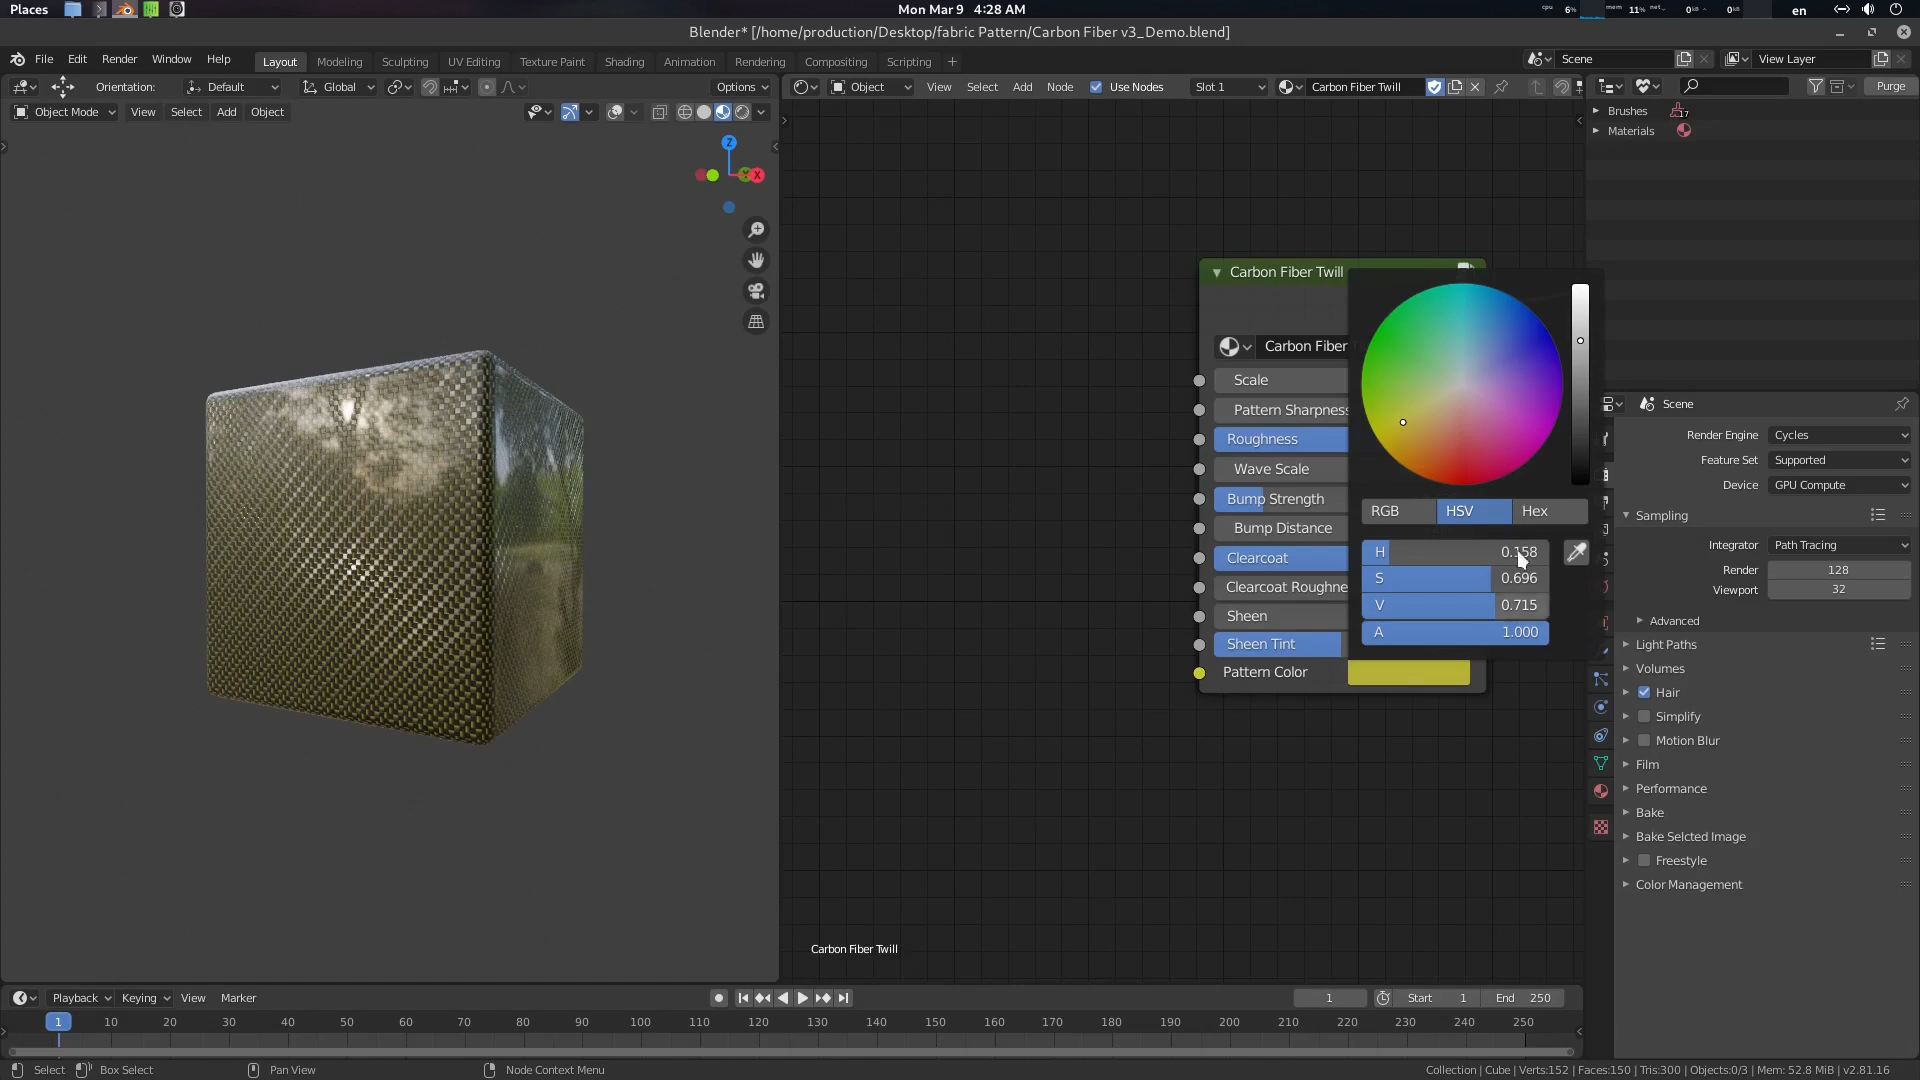 Places
Mon Mar 9 4:28 AM
cpu 6% mem 11% net 0kB 0kB en
Blender* [/home/production/Desktop/fabric Pattern/Carbon Fiber v3_Demo.blend]
File Edit Render Window Help
Layout Modeling Sculpting UV Editing Texture Paint Shading Animation Rendering Compositing Scripting +
Scene
View Layer
Orientation: Default Global Options
Object View Select Add Node Use Nodes Slot 1 Carbon Fiber Twill
Purge
Object Mode View Select Add Object
Brushes 17
Materials
Z
Y X
Carbon Fiber Twill
Carbon Fiber
Scale
Pattern Sharpness
Roughness
Wave Scale
Bump Strength
Bump Distance
Clearcoat
Clearcoat Roughne
Sheen
Sheen Tint
Pattern Color
RGB HSV Hex
H 0.158
S 0.696
V 0.715
A 1.000
Carbon Fiber Twill
Scene
Render Engine Cycles
Feature Set Supported
Device GPU Compute
Sampling
Integrator Path Tracing
Render 128
Viewport 32
Advanced
Light Paths
Volumes
Hair
Simplify
Motion Blur
Film
Performance
Bake
Bake Selcted Image
Freestyle
Color Management
Playback Keying View Marker
1 Start 1 End 250
1 10 20 30 40 50 60 70 80 90 100 110 120 130 140 150 160 170 180 190 200 210 220 230 240 250
Select Box Select Pan View Node Context Menu
Collection | Cube | Verts:152 | Faces:150 | Tris:300 | Objects:0/3 | Mem: 52.8 MiB | v2.81.16